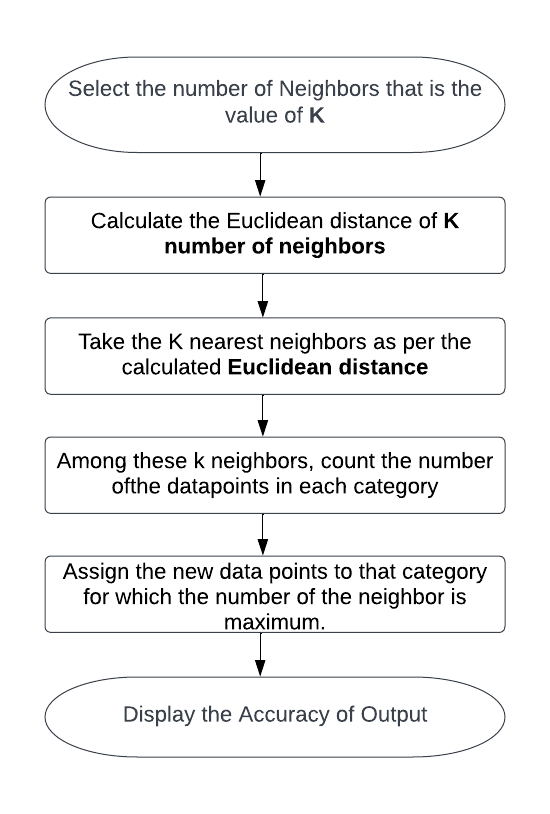 Select the number of Neighbors that is the
value of K
Calculate the Euclidean distance of K
number of neighbors
Take the K nearest neighbors as per the
calculated Euclidean distance
Among these k neighbors, count the number
ofthe datapoints in each category
Assign the new data points to that category
for which the number of the neighbor is
maximum.
Display the Accuracy of Output